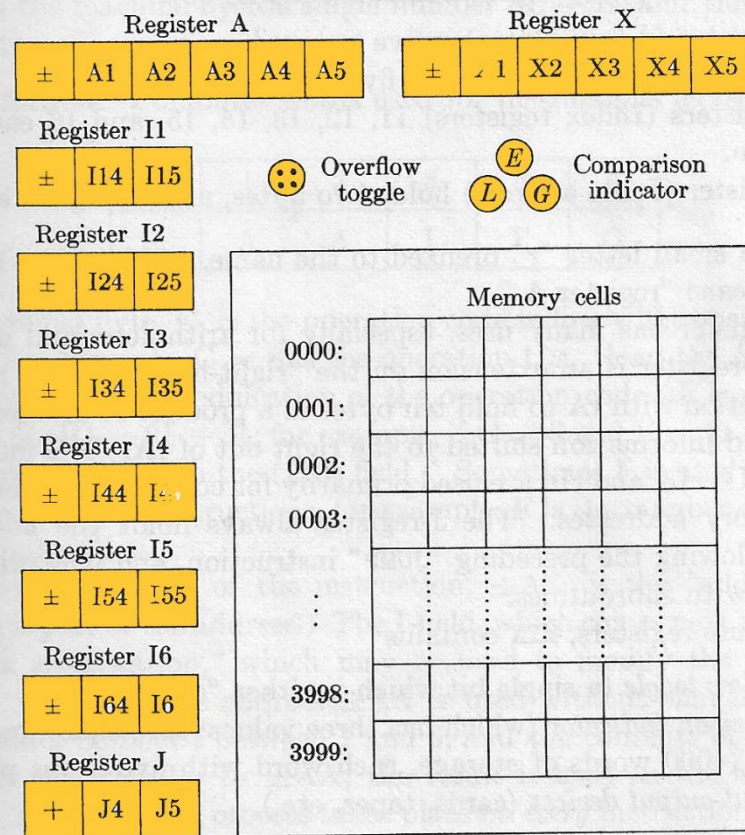 Register A
± A1 A2 A3 A4 A5
Register X
± 1 X2 X3 X4 X5
Register I1
± I14 I15
Overflow
toggle
E
L G
Comparison
indicator
Register I2
± I24 I25
Register I3
± I34 I35
Register I4
± I44
Register I5
± I54 I55
Register I6
± I64 I6
Register J
+ J4 J5
Memory cells
0000:
0001:
0002:
0003:
3998:
3999: